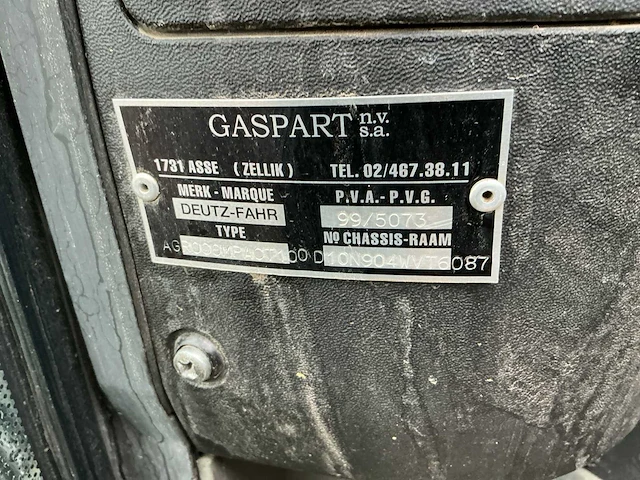 GASPART n.v. s.a.
1731 ASSE (ZELLIK) TEL. 02/467.38.11
MERK - MARQUE P.V.A. - P.V.G.
DEUTZ-FAHR 99/5073
TYPE Nº CHASSIS-RAAM